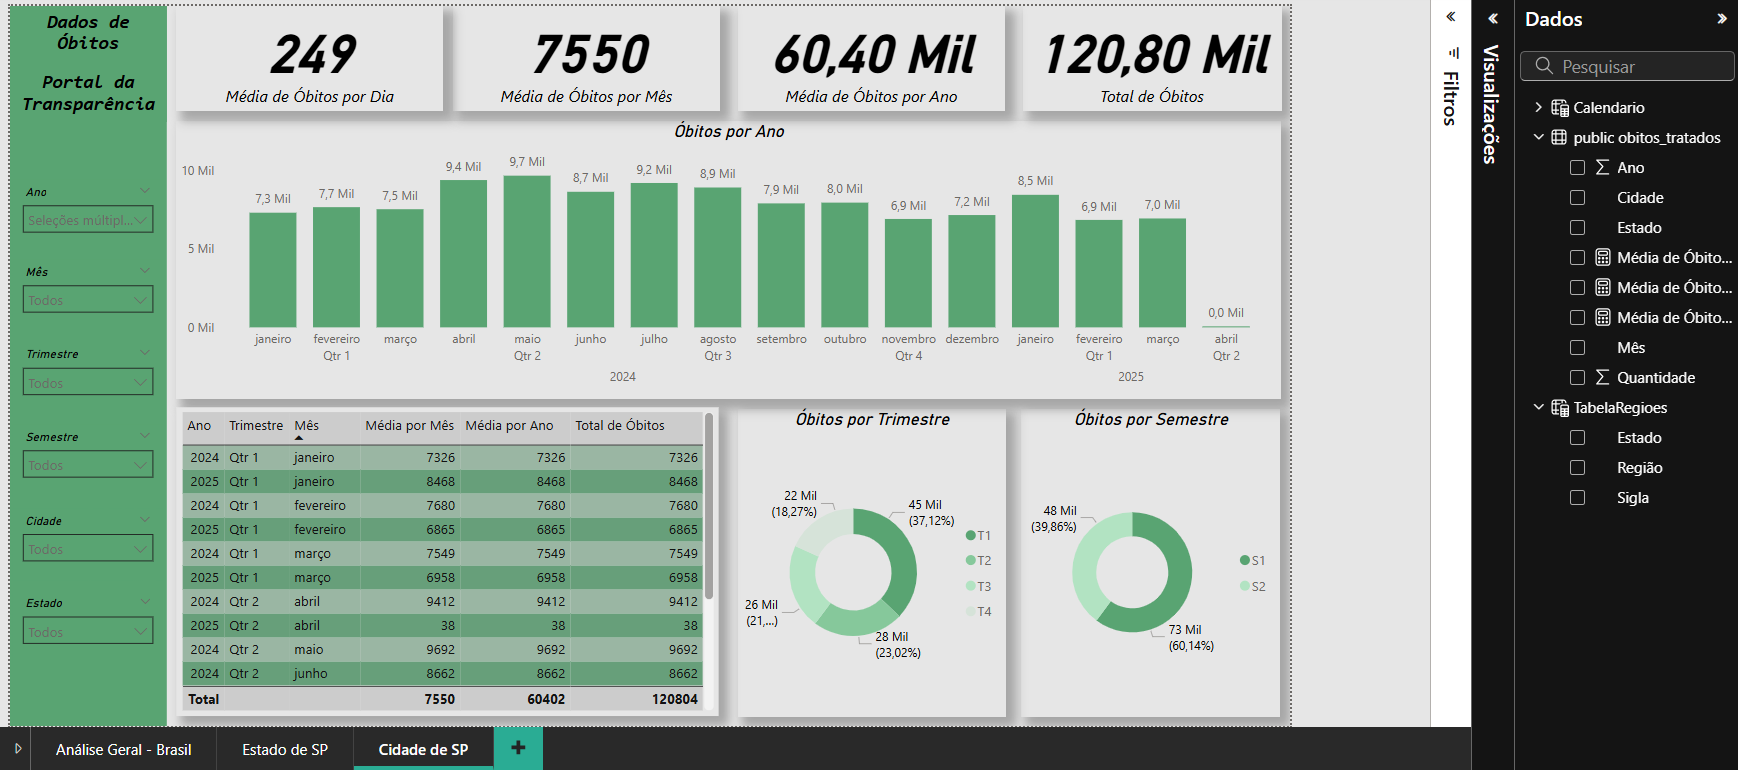 Dados de
Óbitos
Portal da
Transparência
Ano
Seleções múltipl...
Mês
Todos
Trimestre
Todos
Semestre
Todos
Cidade
Todos
Estado
Todos
249
Média de Óbitos por Dia
7550
Média de Óbitos por Mês
60,40 Mil
Média de Óbitos por Ano
120,80 Mil
Total de Óbitos
Óbitos por Ano
10 Mil
5 Mil
0 Mil
7,3 Mil
7,7 Mil
7,5 Mil
9,4 Mil
9,7 Mil
8,7 Mil
9,2 Mil
8,9 Mil
7,9 Mil
8,0 Mil
6,9 Mil
7,2 Mil
8,5 Mil
6,9 Mil
7,0 Mil
0,0 Mil
janeiro fevereiro março abril maio junho julho agosto setembro outubro novembro dezembro janeiro fevereiro março abril
Qtr 1 Qtr 2 Qtr 3 Qtr 4 Qtr 1 Qtr 2
2024 2025
Ano Trimestre Mês Média por Mês Média por Ano Total de Óbitos
2024 Qtr 1 janeiro 7326 7326 7326
2025 Qtr 1 janeiro 8468 8468 8468
2024 Qtr 1 fevereiro 7680 7680 7680
2025 Qtr 1 fevereiro 6865 6865 6865
2024 Qtr 1 março 7549 7549 7549
2025 Qtr 1 março 6958 6958 6958
2024 Qtr 2 abril 9412 9412 9412
2025 Qtr 2 abril 38 38 38
2024 Qtr 2 maio 9692 9692 9692
2024 Qtr 2 junho 8662 8662 8662
Total 7550 60402 120804
Óbitos por Trimestre
22 Mil
(18,27%)
45 Mil
(37,12%)
26 Mil
(21,...)
28 Mil
(23,02%)
T1
T2
T3
T4
Óbitos por Semestre
48 Mil
(39,86%)
73 Mil
(60,14%)
S1
S2
Filtros
Visualizações
Dados
Pesquisar
Calendario
public obitos_tratados
Ano
Cidade
Estado
Média de Óbito...
Média de Óbito...
Média de Óbito...
Mês
Quantidade
TabelaRegioes
Estado
Região
Sigla
Análise Geral - Brasil
Estado de SP
Cidade de SP